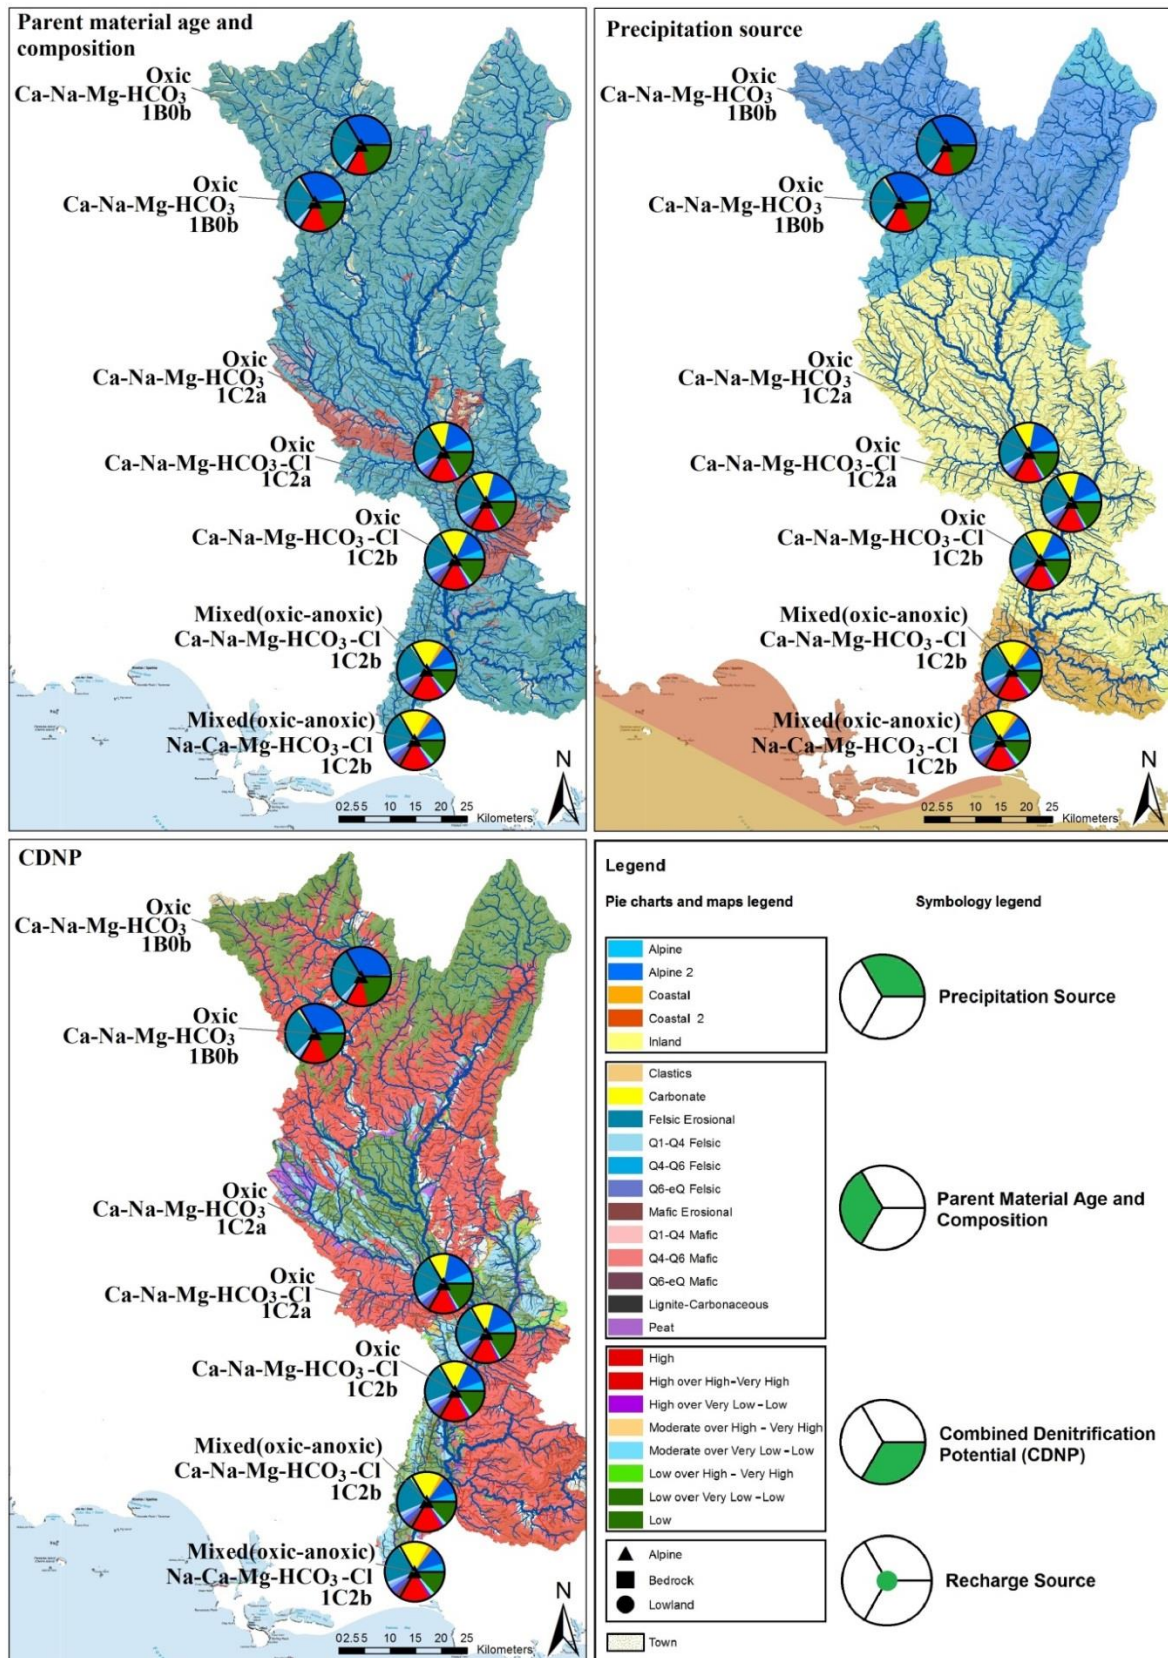 Parent material age and
composition
Oxic
Ca-Na-Mg-HCO₃
1B0b
Oxic
Ca-Na-Mg-HCO₃
1B0b
Oxic
Ca-Na-Mg-HCO₃
1C2a
Oxic
Ca-Na-Mg-HCO₃-Cl
1C2a
Oxic
Ca-Na-Mg-HCO₃-Cl
1C2b
Mixed(oxic-anoxic)
Ca-Na-Mg-HCO₃-Cl
1C2b
Mixed(oxic-anoxic)
Na-Ca-Mg-HCO₃-Cl
1C2b
N
0 2.5 5 10 15 20 25
Kilometers
Precipitation source
Oxic
Ca-Na-Mg-HCO₃
1B0b
Oxic
Ca-Na-Mg-HCO₃
1B0b
Oxic
Ca-Na-Mg-HCO₃
1C2a
Oxic
Ca-Na-Mg-HCO₃-Cl
1C2a
Oxic
Ca-Na-Mg-HCO₃-Cl
1C2b
Mixed(oxic-anoxic)
Ca-Na-Mg-HCO₃-Cl
1C2b
Mixed(oxic-anoxic)
Na-Ca-Mg-HCO₃-Cl
1C2b
N
0 2.5 5 10 15 20 25
Kilometers
CDNP
Oxic
Ca-Na-Mg-HCO₃
1B0b
Oxic
Ca-Na-Mg-HCO₃
1B0b
Oxic
Ca-Na-Mg-HCO₃
1C2a
Oxic
Ca-Na-Mg-HCO₃-Cl
1C2a
Oxic
Ca-Na-Mg-HCO₃-Cl
1C2b
Mixed(oxic-anoxic)
Ca-Na-Mg-HCO₃-Cl
1C2b
Mixed(oxic-anoxic)
Na-Ca-Mg-HCO₃-Cl
1C2b
N
0 2.5 5 10 15 20 25
Kilometers
Legend
Pie charts and maps legend
Alpine
Alpine 2
Coastal
Coastal 2
Inland
Clastics
Carbonate
Felsic Erosional
Q1-Q4 Felsic
Q4-Q6 Felsic
Q6-eQ Felsic
Mafic Erosional
Q1-Q4 Mafic
Q4-Q6 Mafic
Q6-eQ Mafic
Lignite-Carbonaceous
Peat
High
High over High-Very High
High over Very Low-Low
Moderate over High-Very High
Moderate over Very Low-Low
Low over High-Very High
Low over Very Low-Low
Low
Alpine
Bedrock
Lowland
Town
Symbology legend
Precipitation Source
Parent Material Age and
Composition
Combined Denitrification
Potential (CDNP)
Recharge Source